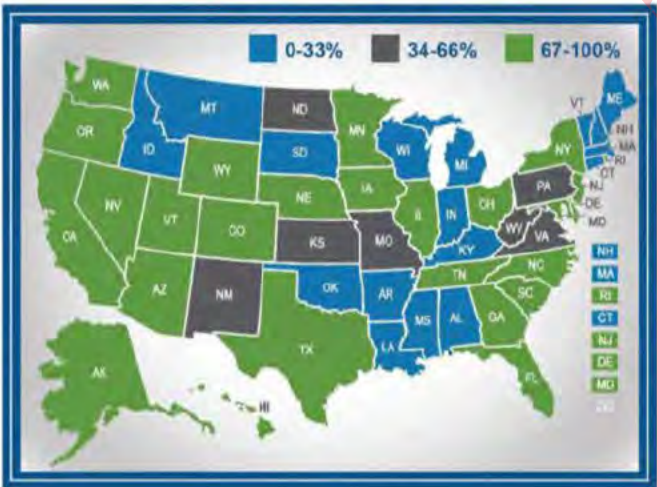 0-33% 34-66% 67-100%
WA
MT
ND
MN
VT
ME
OR
ID
SD
WI
MI
NY
NH
MA
RI
CT
WY
NV
NE
IA
PA
NJ
DE
MD
UT
CO
IL
IN
OH
WY
VA
CA
KS
MO
KY
NC
NH
AZ
NM
OK
AR
TN
SC
MA
TX
MS
AL
GA
RI
LA
CT
AK
HI
FL
NJ
DE
MD